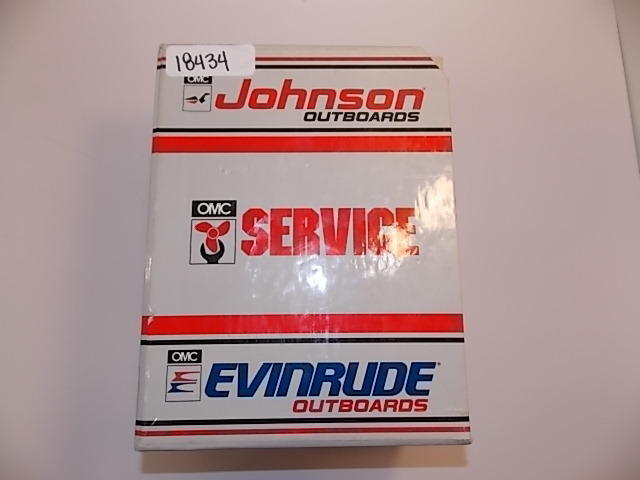 18434
OMC
Johnson
OUTBOARDS
OMC
SERVICE
OMC
EVINRUDE
OUTBOARDS